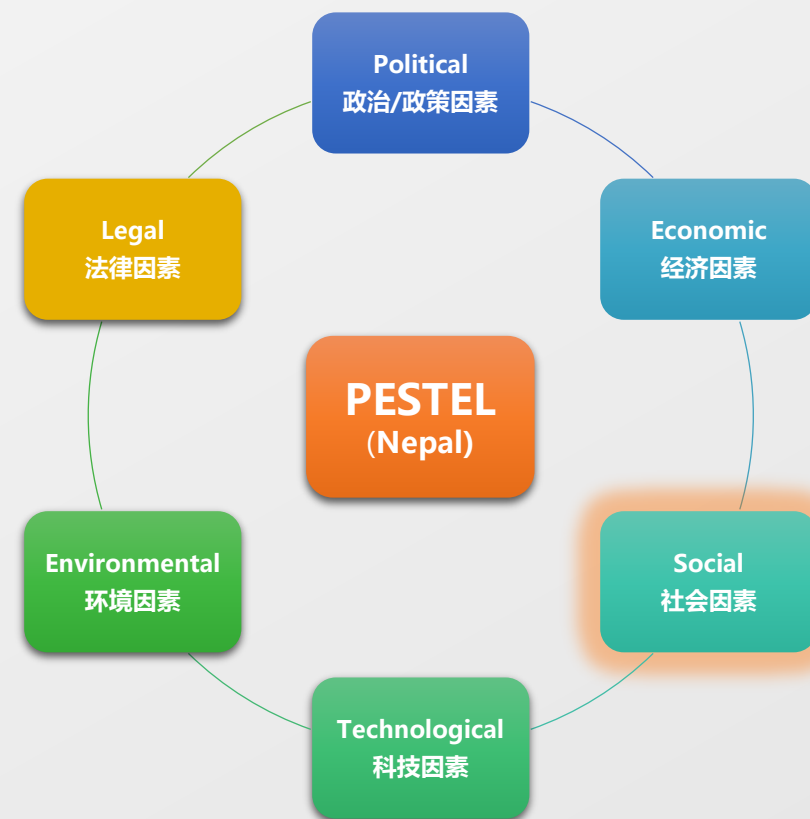 Political
政治/政策因素
Legal
法律因素
Economic
经济因素
PESTEL
(Nepal)
Environmental
环境因素
Social
社会因素
Technological
科技因素